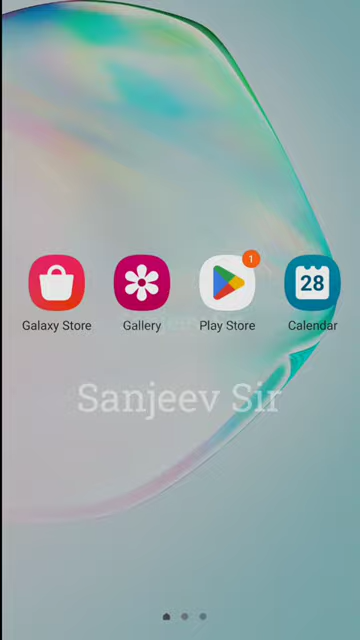 1
28
Galaxy Store
Gallery
Play Store
Calendar
Sanjeev Sir